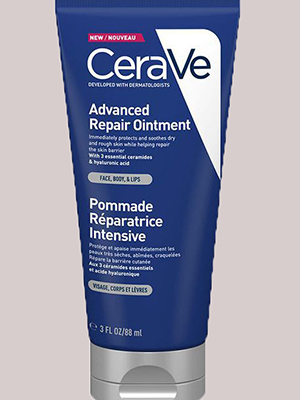 NEW / NOUVEAU
CeraVe
DEVELOPED WITH DERMATOLOGISTS
Advanced
Repair Ointment
Immediately protects and soothes dry
and rough skin while helping repair
the skin barrier
With 3 essential ceramides
& hyaluronic acid
FACE, BODY, & LIPS
Pommade
Réparatrice
Intensive
Protège et apaise immédiatement les
peaux très sèches, abîmées, craquelées
Répare la barrière cutanée
Aux 3 céramides essentiels
et acide hyaluronique
VISAGE, CORPS ET LÈVRES
℮ 3 FL OZ/88 ml